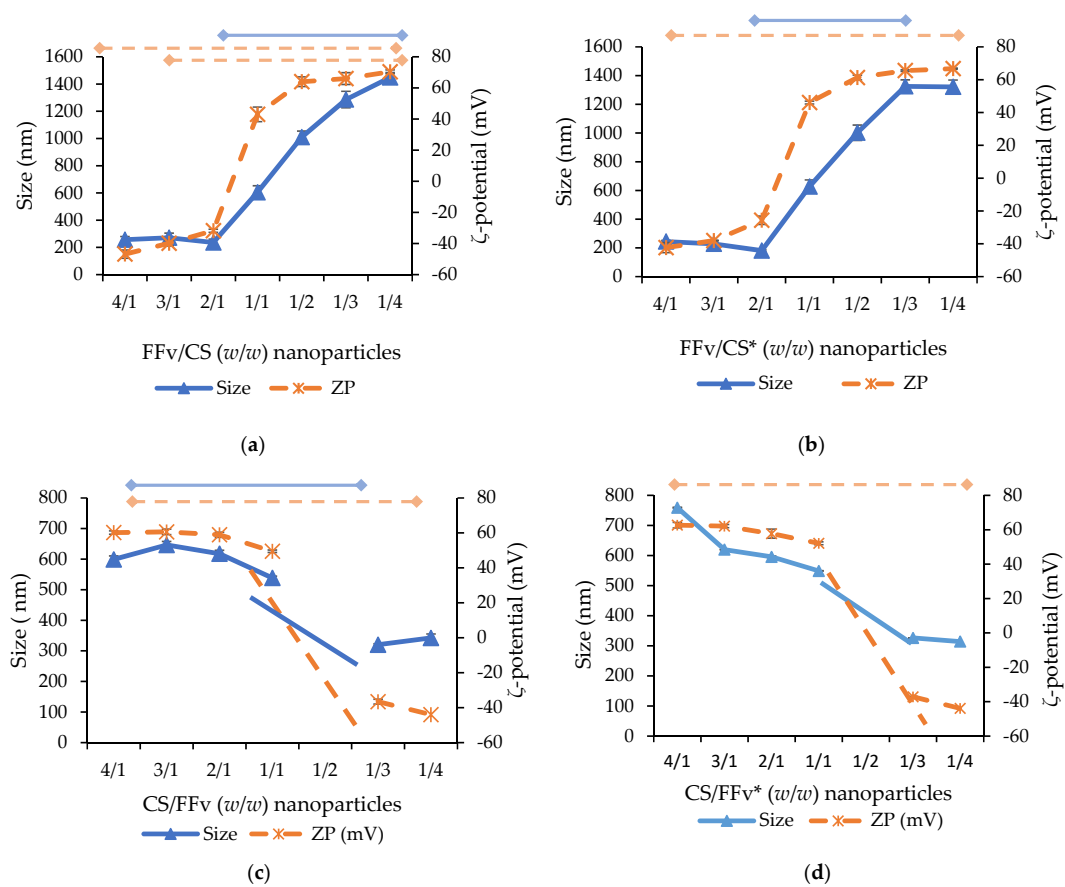 1600
1400
1200
1000
800
600
400
200
0
Size (nm)
80
60
40
20
0
-20
-40
-60
ζ-potential (mV)
4/1 3/1 2/1 1/1 1/2 1/3 1/4
FFv/CS (w/w) nanoparticles
Size ZP
(a)
1600
1400
1200
1000
800
600
400
200
0
Size (nm)
80
60
40
20
0
-20
-40
-60
ζ-potential (mV)
4/1 3/1 2/1 1/1 1/2 1/3 1/4
FFv/CS* (w/w) nanoparticles
Size ZP
(b)
800
700
600
500
400
300
200
100
0
Size ( nm)
80
60
40
20
0
-20
-40
-60
ζ-potential (mV)
4/1 3/1 2/1 1/1 1/2 1/3 1/4
CS/FFv (w/w) nanoparticles
Size ZP (mV)
(c)
800
700
600
500
400
300
200
100
0
Size (nm)
80
60
40
20
0
-20
-40
-60
ζ-potential (mV)
4/1 3/1 2/1 1/1 1/2 1/3 1/4
CS/FFv* (w/w) nanoparticles
Size ZP (mV)
(d)